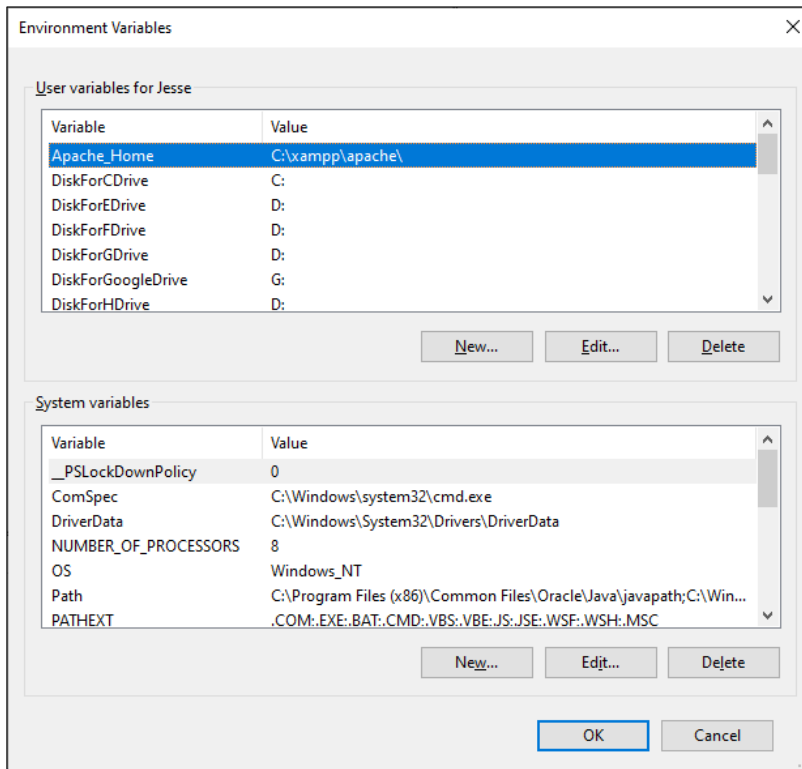 Environment Variables
User variables for Jesse
Variable Value
Apache_Home C:\xampp\apache\
DiskForCDrive C:
DiskForEDrive D:
DiskForFDrive D:
DiskForGDrive D:
DiskForGoogleDrive G:
DiskForHDrive D:
New... Edit... Delete
System variables
Variable Value
__PSLockDownPolicy 0
ComSpec C:\Windows\system32\cmd.exe
DriverData C:\Windows\System32\Drivers\DriverData
NUMBER_OF_PROCESSORS 8
OS Windows_NT
Path C:\Program Files (x86)\Common Files\Oracle\Java\javapath;C:\Win...
PATHEXT .COM;.EXE;.BAT;.CMD;.VBS;.VBE;.JS;.JSE;.WSF;.WSH;.MSC
New... Edit... Delete
OK Cancel